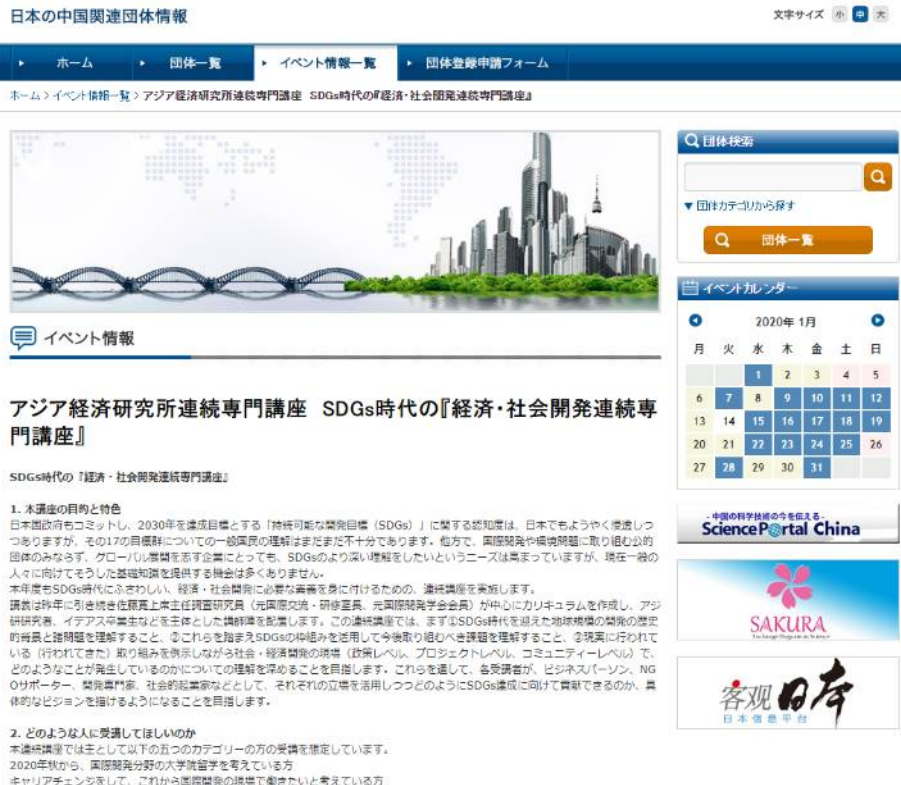 日本の中国関連団体情報
文字サイズ 小 中 大
ホーム 団体一覧 イベント情報一覧 団体登録申請フォーム
ホーム > イベント情報一覧 > アジア経済研究所連続専門講座 SDGs時代の『経済・社会開発連続専門講座』
団体検索
▼ 団体カテゴリから探す
団体一覧
イベントカレンダー
2020年 1月
月 火 水 木 金 土 日
1 2 3 4 5
6 7 8 9 10 11 12
13 14 15 16 17 18 19
20 21 22 23 24 25 26
27 28 29 30 31
- 中国の科学技術の今を伝える -
SciencePortal China
SAKURA
客观日本
日本信息平台
イベント情報
アジア経済研究所連続専門講座 SDGs時代の『経済・社会開発連続専
門講座』
SDGs時代の『経済・社会開発連続専門講座』
1. 本講座の目的と特色
日本国政府もコミットし、2030年を達成目標とする「持続可能な開発目標（SDGs）」に関する認知度は、日本でもようやく浸透しつ
つありますが、その17の目標群についての一般国民の理解はまだまだ不十分であります。他方で、国際開発や環境問題に取り組む公的
団体のみならず、グローバル展開を志す企業にとっても、SDGsのより深い理解をしたいというニーズは高まっていますが、現在一般の
人々に向けてそうした基礎知識を提供する機会は多くありません。
本年度もSDGs時代にふさわしい、経済・社会開発に必要な素養を身に付けるための、連続講座を実施します。
講義は昨年に引き続き佐藤寛上席主任調査研究員（元国際交流・研修室長、元国際開発学会会長）が中心にカリキュラムを作成し、アジ
研研究者、イデアス卒業生などを主体とした講師陣を配置します。この連続講座では、まず①SDGs時代を迎えた地球規模の開発の歴史
的背景と諸問題を理解すること、②これらを踏まえSDGsの枠組みを活用して今後取り組むべき課題を理解すること、③現実に行われて
いる（行われてきた）取り組みを例示しながら社会・経済開発の現場（政策レベル、プロジェクトレベル、コミュニティーレベル）で、
どのようなことが発生しているのかについての理解を深めることを目指します。これらを通して、各受講者が、ビジネスパーソン、NG
Oサポーター、開発専門家、社会的起業家などとして、それぞれの立場を活用しつつどのようにSDGs達成に向けて貢献できるのか、具
体的なビジョンを描けるようになることを目指します。
2. どのような人に受講してほしいのか
本連続講座では主として以下の五つのカテゴリーの方の受講を想定しています。
2020年秋から、国際開発分野の大学院留学を考えている方
キャリアチェンジをして、これから国際開発の現場で働きたいと考えている方